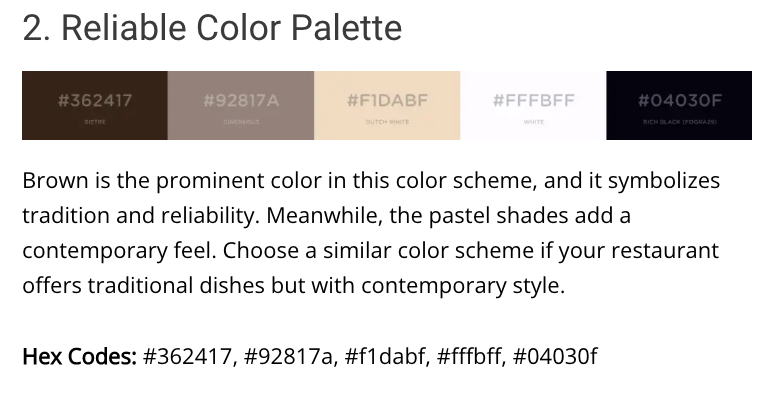 2. Reliable Color Palette
#362417 #92817A #F1DABF #FFFBFF #04030F
BISTRE CINEREOUS DUTCH WHITE WHITE RICH BLACK (FOGRA29)
Brown is the prominent color in this color scheme, and it symbolizes
tradition and reliability. Meanwhile, the pastel shades add a
contemporary feel. Choose a similar color scheme if your restaurant
offers traditional dishes but with contemporary style.
Hex Codes: #362417, #92817a, #f1dabf, #fffbff, #04030f